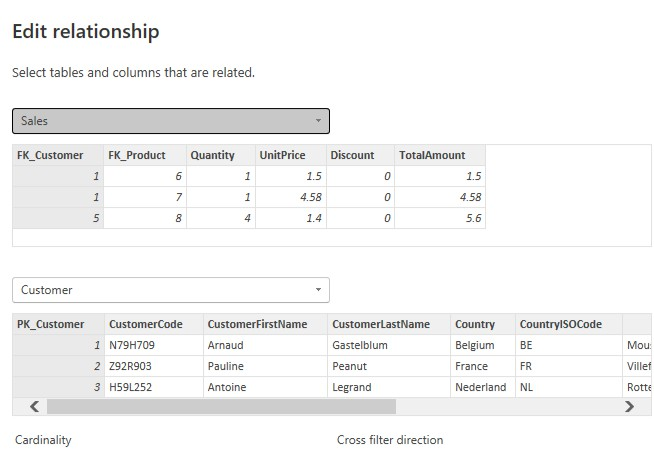 Edit relationship
Select tables and columns that are related.
Sales
FK_Customer FK_Product Quantity UnitPrice Discount TotalAmount
1 6 1 1.5 0 1.5
1 7 1 4.58 0 4.58
5 8 4 1.4 0 5.6
Customer
PK_Customer CustomerCode CustomerFirstName CustomerLastName Country CountryISOCode
1 N79H709 Arnaud Gastelblum Belgium BE Mou
2 Z92R903 Pauline Peanut France FR Villef
3 H59L252 Antoine Legrand Nederland NL Rotte
Cardinality Cross filter direction